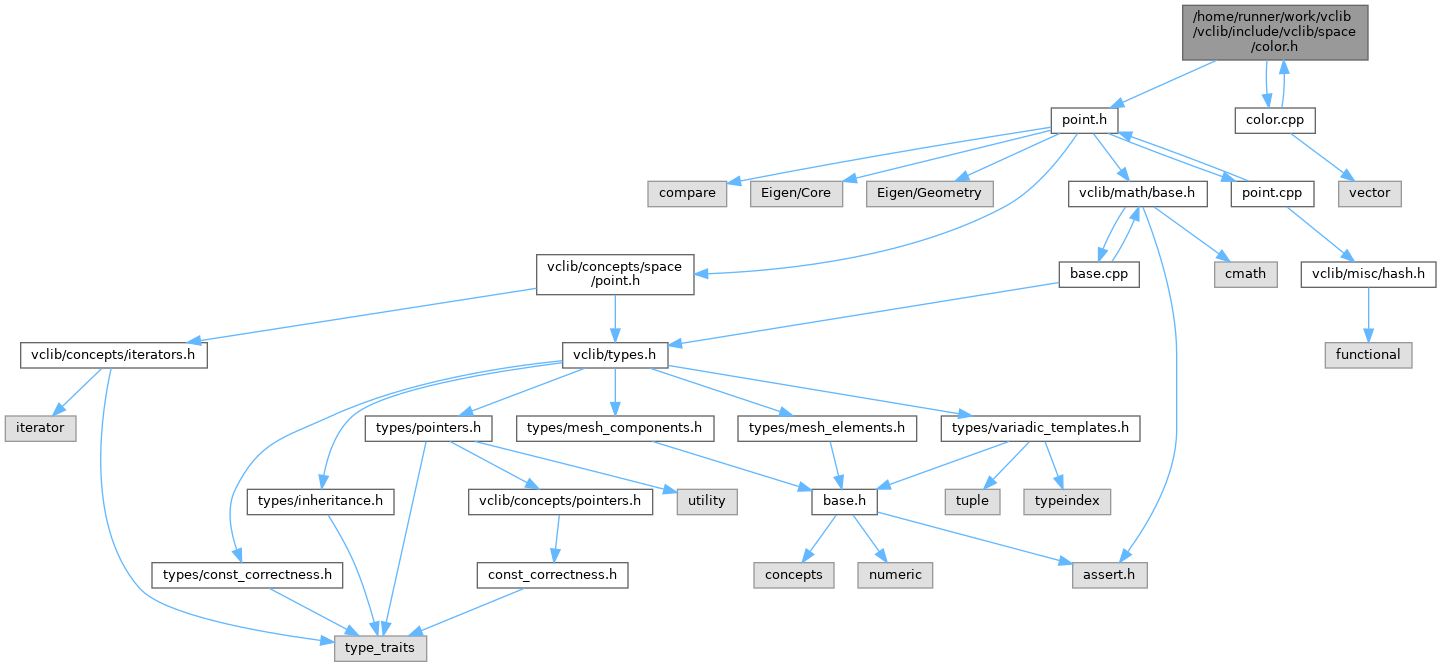 /home/runner/work/vclib
/vclib/include/vclib/space
/color.h
point.h
color.cpp
compare
Eigen/Core
Eigen/Geometry
vclib/math/base.h
point.cpp
vector
vclib/concepts/space
/point.h
base.cpp
cmath
vclib/misc/hash.h
vclib/concepts/iterators.h
vclib/types.h
functional
iterator
types/pointers.h
types/mesh_components.h
types/mesh_elements.h
types/variadic_templates.h
types/inheritance.h
vclib/concepts/pointers.h
utility
base.h
tuple
typeindex
types/const_correctness.h
const_correctness.h
concepts
numeric
assert.h
type_traits